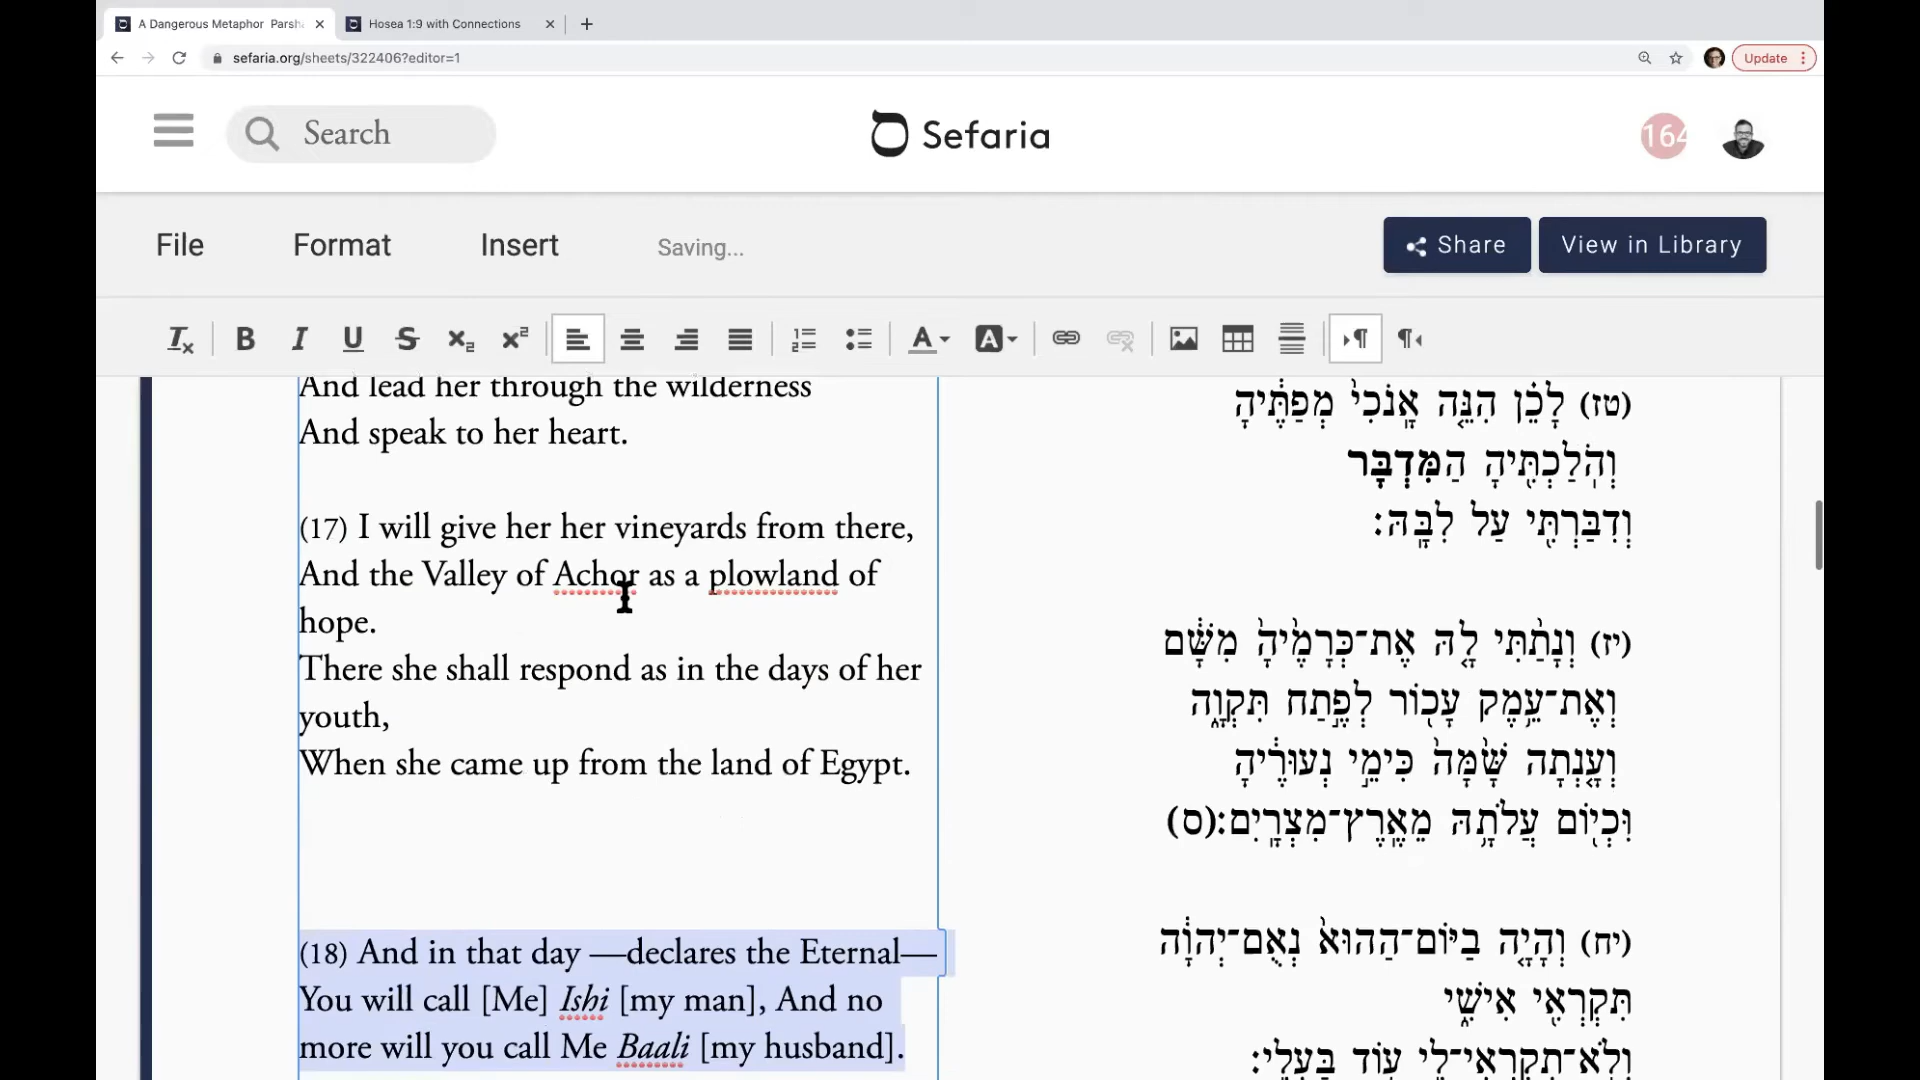 A Dangerous Metaphor Parsh
Hosea 1:9 with Connections
sefaria.org/sheets/322406?editor=1
Update
Search
Sefaria
164
File
Format
Insert
Saving...
Share
View in Library
And lead her through the wilderness
And speak to her heart.
(17) I will give her her vineyards from there,
And the Valley of Achor as a plowland of
hope.
There she shall respond as in the days of her
youth,
When she came up from the land of Egypt.
(18) And in that day —declares the Eternal—
You will call [Me] Ishi [my man], And no
more will you call Me Baali [my husband].
(טז) לָכֵ֗ן הִנֵּ֤ה אָֽנֹכִי֙ מְפַתֶּ֔יהָ
וְהֹֽלַכְתִּ֖יהָ הַמִּדְבָּ֑ר
וְדִבַּרְתִּ֖י עַל לִבָּֽהּ׃
(יז) וְנָתַ֨תִּי לָ֤הּ אֶת־כְּרָמֶ֙יהָ֙ מִשָּׁ֔ם
וְאֶת־עֵ֥מֶק עָכ֖וֹר לְפֶ֣תַח תִּקְוָ֑ה
וְעָ֤נְתָה שָּׁ֙מָּה֙ כִּימֵ֣י נְעוּרֶ֔יהָ
וּכְי֖וֹם עֲלֹתָ֥הּ מֵאֶֽרֶץ־מִצְרָֽיִם׃(ס)
(יח) וְהָיָ֤ה בַיּוֹם־הַהוּא֙ נְאֻם־יְהוָ֔ה
תִּקְרְאִ֖י אִישִׁ֑י
וְלֹֽא־תִקְרְאִי־לִ֥י ע֖וֹד בַּעְלִֽי׃